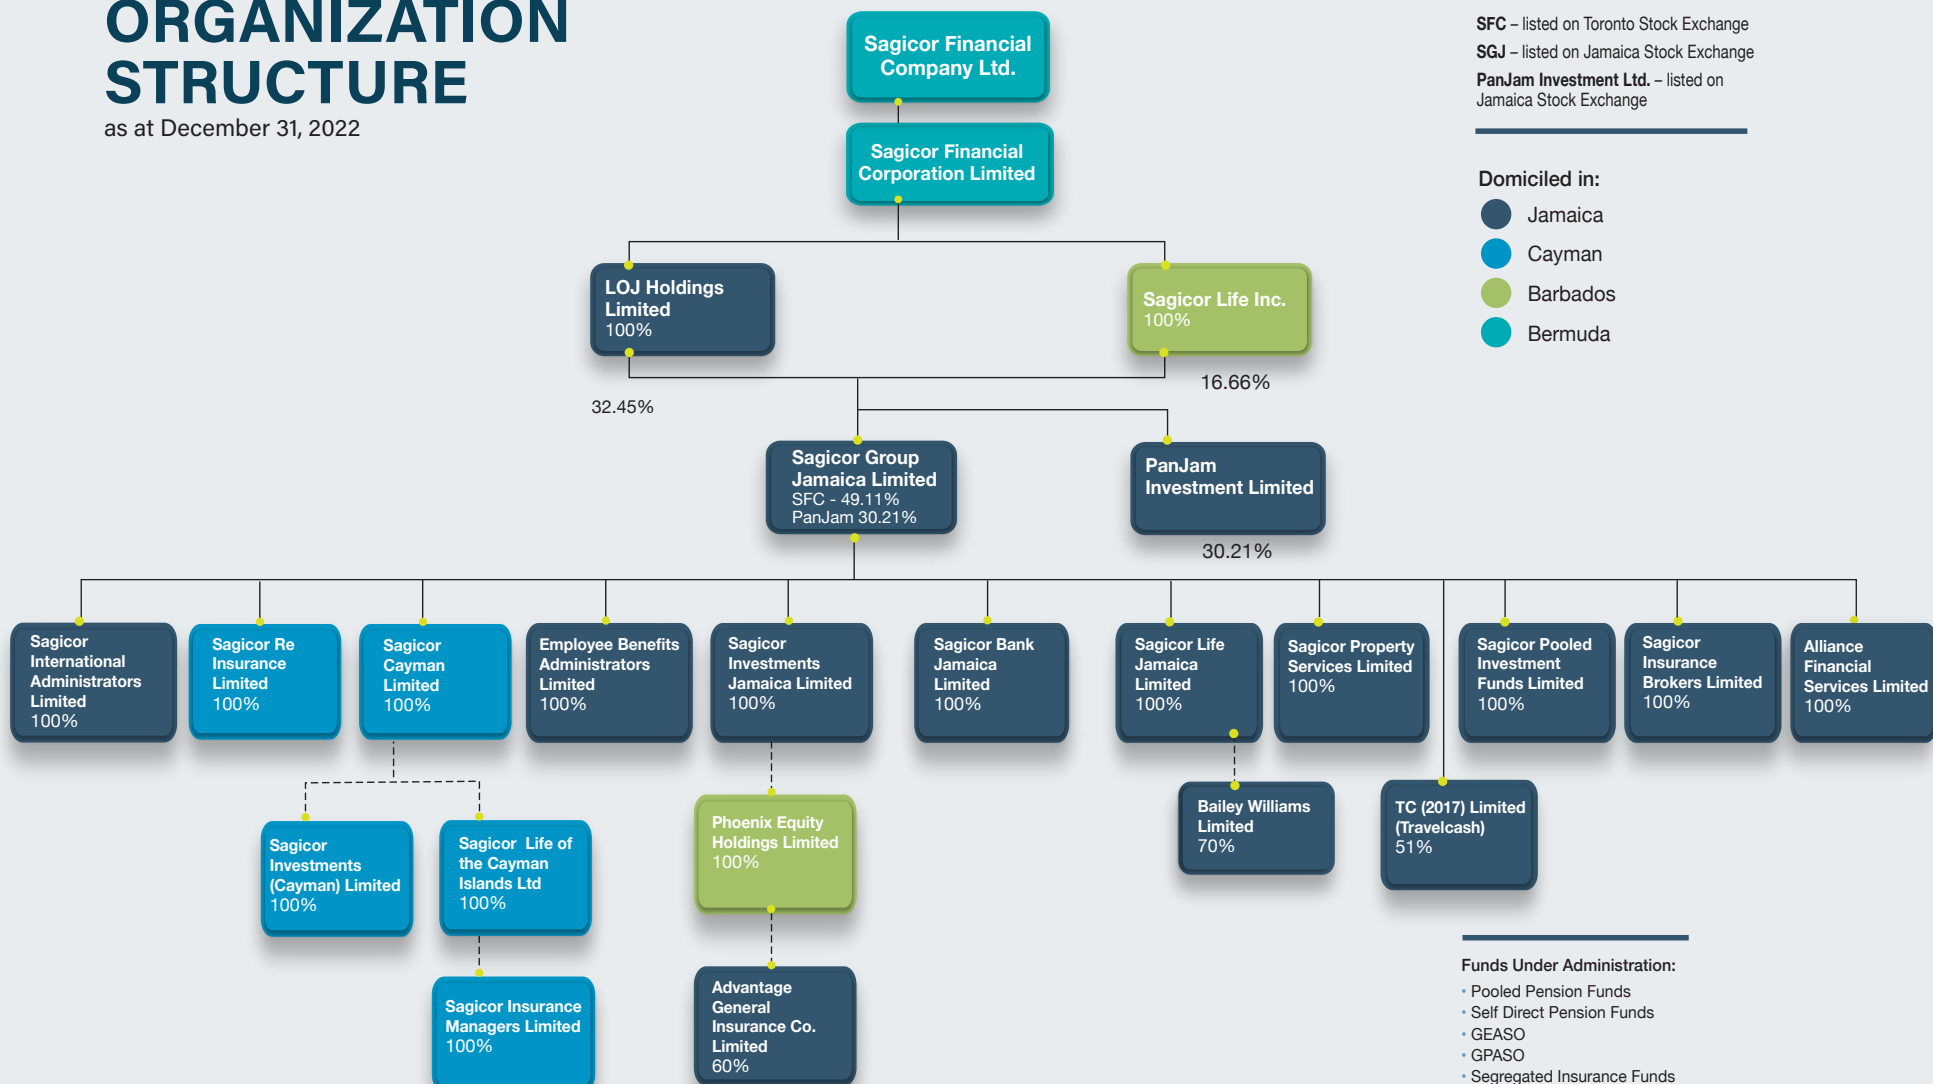 ORGANIZATION
STRUCTURE
as at December 31, 2022
Sagicor Financial
Company Ltd.
Sagicor Financial
Corporation Limited
SFC – listed on Toronto Stock Exchange
SGJ – listed on Jamaica Stock Exchange
PanJam Investment Ltd. – listed on
Jamaica Stock Exchange
Domiciled in:
Jamaica
Cayman
Barbados
Bermuda
LOJ Holdings
Limited
100%
Sagicor Life Inc.
100%
32.45%
16.66%
Sagicor Group
Jamaica Limited
SFC - 49.11%
PanJam 30.21%
PanJam
Investment Limited
30.21%
Sagicor
International
Administrators
Limited
100%
Sagicor Re
Insurance
Limited
100%
Sagicor
Cayman
Limited
100%
Employee Benefits
Administrators
Limited
100%
Sagicor
Investments
Jamaica Limited
100%
Sagicor Bank
Jamaica
Limited
100%
Sagicor Life
Jamaica
Limited
100%
Sagicor Property
Services Limited
100%
Sagicor Pooled
Investment
Funds Limited
100%
Sagicor
Insurance
Brokers Limited
100%
Alliance
Financial
Services Limited
100%
Sagicor
Investments
(Cayman) Limited
100%
Sagicor Life of
the Cayman
Islands Ltd
100%
Phoenix Equity
Holdings Limited
100%
Bailey Williams
Limited
70%
TC (2017) Limited
(Travelcash)
51%
Sagicor Insurance
Managers Limited
100%
Advantage
General
Insurance Co.
Limited
60%
Funds Under Administration:
• Pooled Pension Funds
• Self Direct Pension Funds
• GEASO
• GPASO
• Segregated Insurance Funds